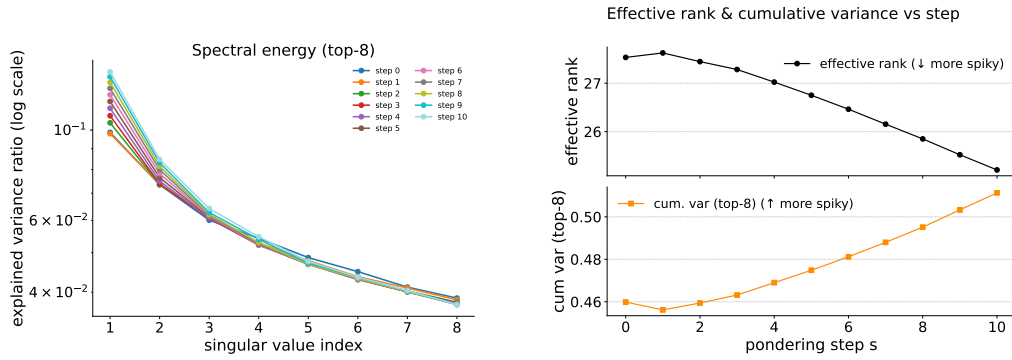 Spectral energy (top-8)
explained variance ratio (log scale)
10⁻¹
6 × 10⁻²
4 × 10⁻²
step 0
step 1
step 2
step 3
step 4
step 5
step 6
step 7
step 8
step 9
step 10
1 2 3 4 5 6 7 8
singular value index
Effective rank & cumulative variance vs step
effective rank
27
26
effective rank (↓ more spiky)
cum var (top-8)
0.50
0.48
0.46
cum. var (top-8) (↑ more spiky)
0 2 4 6 8 10
pondering step s